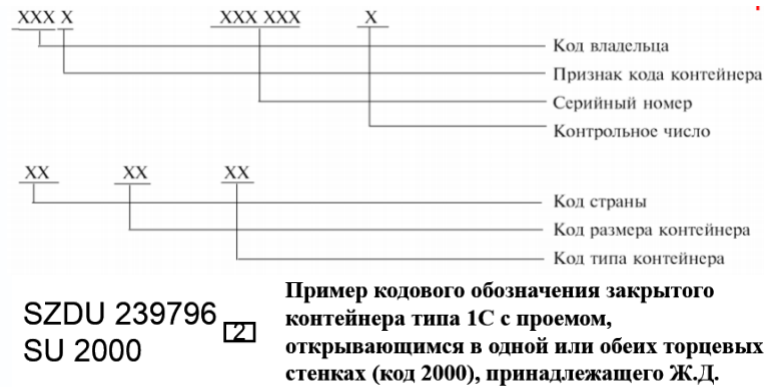 XXX X XXX XXX X
Код владельца
Признак кода контейнера
Серийный номер
Контрольное число
XX XX XX
Код страны
Код размера контейнера
Код типа контейнера
SZDU 239796 2
SU 2000
Пример кодового обозначения закрытого
контейнера типа 1С с проемом,
открывающимся в одной или обеих торцевых
стенках (код 2000), принадлежащего Ж.Д.